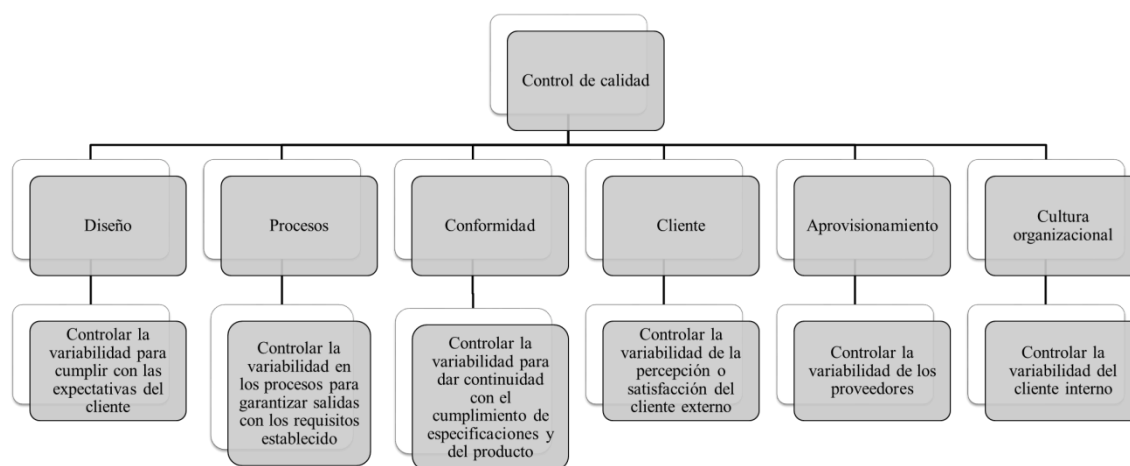 Control de calidad
Diseño
Procesos
Conformidad
Cliente
Aprovisionamiento
Cultura
organizacional
Controlar la
variabilidad para
cumplir con las
expectativas del
cliente
Controlar la
variabilidad en
los procesos para
garantizar salidas
con los requisitos
establecido
Controlar la
variabilidad para
dar continuidad
con el
cumplimiento de
especificaciones y
del producto
Controlar la
variabilidad de la
percepción o
satisfacción del
cliente externo
Controlar la
variabilidad de los
proveedores
Controlar la
variabilidad del
cliente interno